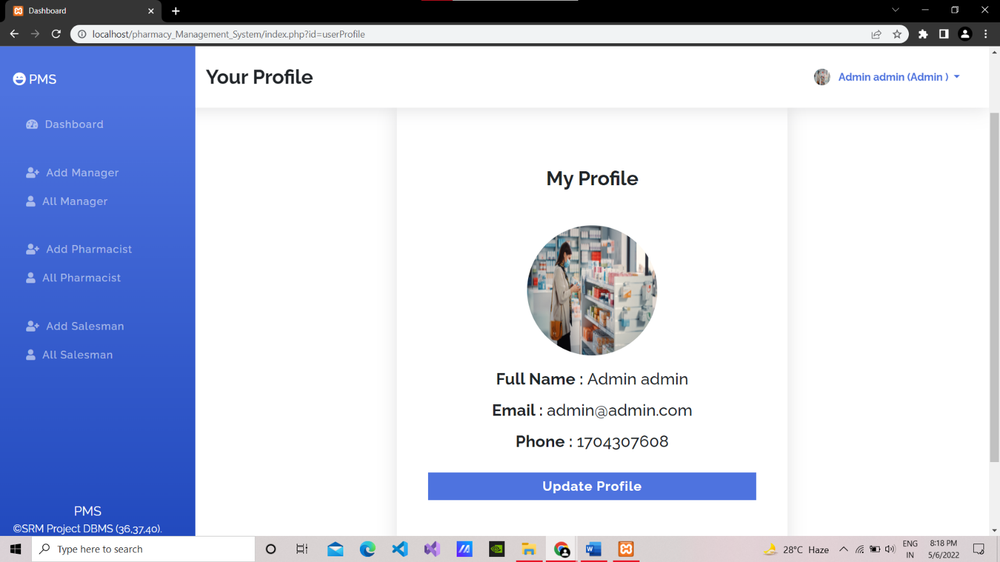 Dashboard
localhost/pharmacy_Management_System/index.php?id=userProfile
PMS
Your Profile
Admin admin (Admin )
Dashboard
Add Manager
All Manager
Add Pharmacist
All Pharmacist
Add Salesman
All Salesman
My Profile
Full Name : Admin admin
Email : admin@admin.com
Phone : 1704307608
Update Profile
PMS
©SRM Project DBMS (36,37,40).
Type here to search
28°C Haze
ENG
IN
8:18 PM
5/6/2022